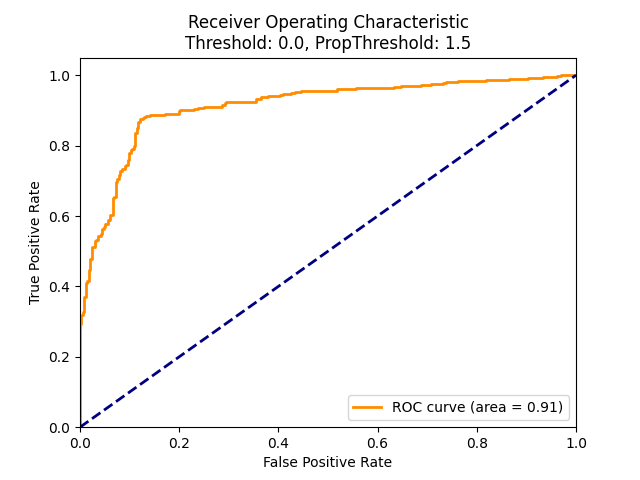 Receiver Operating Characteristic
Threshold: 0.0, PropThreshold: 1.5
True Positive Rate
1.0
0.8
0.6
0.4
0.2
0.0
ROC curve (area = 0.91)
0.0 0.2 0.4 0.6 0.8 1.0
False Positive Rate